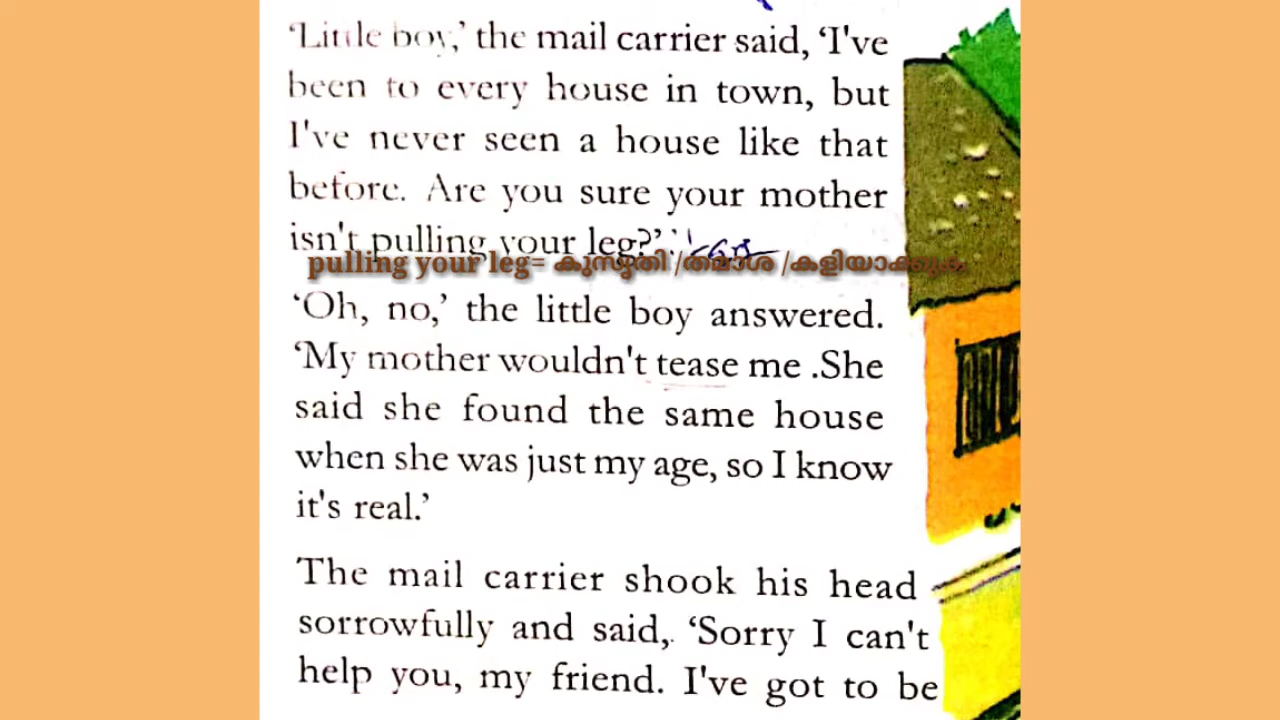 ‘Little boy,’ the mail carrier said, ‘I've
been to every house in town, but
I've never seen a house like that
before. Are you sure your mother
isn't pulling your leg?’
pulling your leg= കുസൃതി /തമാശ /കളിയാക്കുക
‘Oh, no,’ the little boy answered.
‘My mother wouldn't tease me .She
said she found the same house
when she was just my age, so I know
it's real.’
The mail carrier shook his head
sorrowfully and said, ‘Sorry I can't
help you, my friend. I've got to be